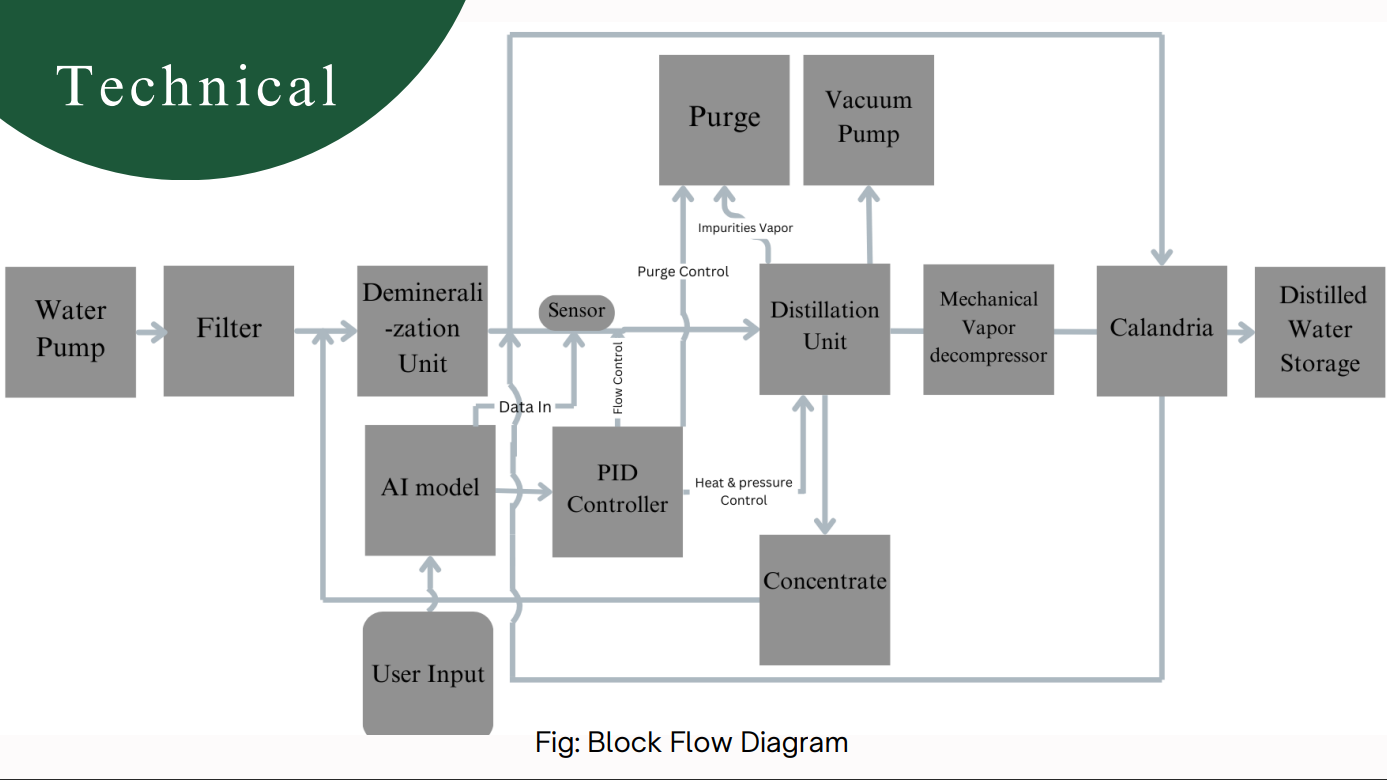 Technical
Purge
Vacuum
Pump
Impurities Vapor
Purge Control
Water
Pump
Filter
Deminerali
-zation
Unit
Sensor
Distillation
Unit
Mechanical
Vapor
decompressor
Calandria
Distilled
Water
Storage
Data In
Flow Control
AI model
PID
Controller
Heat & pressure
Control
Concentrate
User Input
Fig: Block Flow Diagram